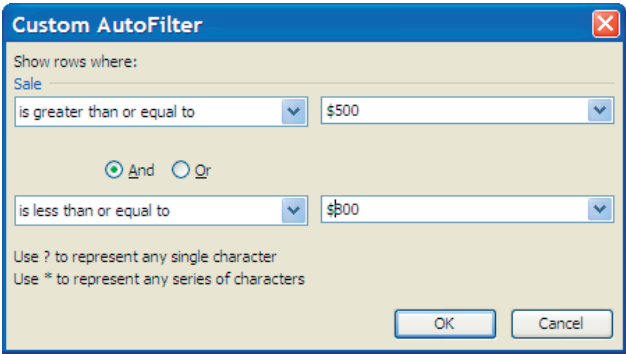 Custom AutoFilter
Show rows where:
Sale
is greater than or equal to $500
And Or
is less than or equal to $800
Use ? to represent any single character
Use * to represent any series of characters
OK Cancel